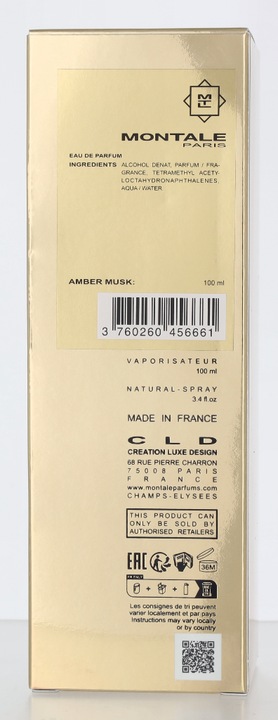 MTL
MONTALE
PARIS
EAU DE PARFUM
INGREDIENTS ALCOHOL DENAT, PARFUM / FRA-
GRANCE, TETRAMETHYL ACETY-
LOCTAHYDRONAPHTHALENES,
AQUA / WATER.
AMBER MUSK: 100 ml
3 760260 456661
VAPORISATEUR
100 ml
NATURAL-SPRAY
3.4 fl.oz
MADE IN FRANCE
CLD
CREATION LUXE DESIGN
68 RUE PIERRE CHARRON
75008 PARIS
FRANCE
www.montaleparfums.com
CHAMPS-ELYSEES
THIS PRODUCT CAN
ONLY BE SOLD BY
AUTHORISED RETAILERS
EAC 36M
Les consignes de tri peuvent
varier localement et par pays.
Instructions may vary locally
or by country